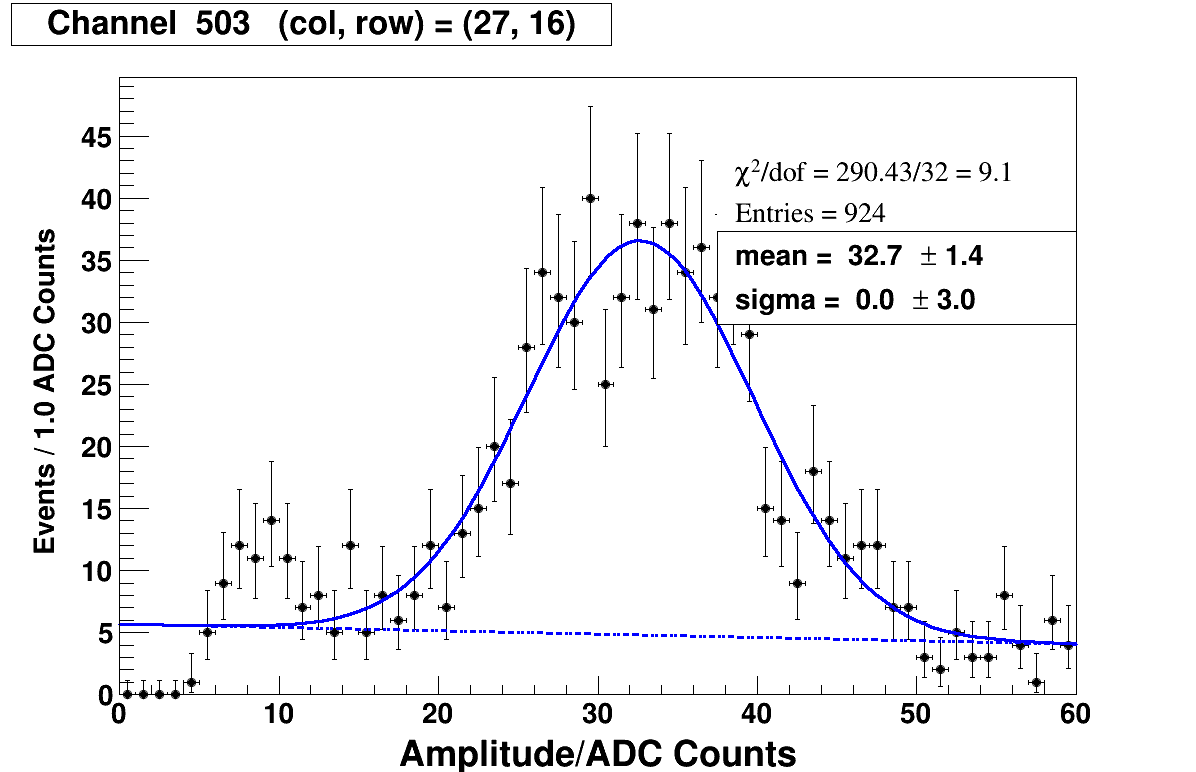 Channel 503 (col, row) = (27, 16)
χ²/dof = 290.43/32 = 9.1
Entries = 924
mean = 32.7 ± 1.4
sigma = 0.0 ± 3.0
Events / 1.0 ADC Counts
45
40
35
30
25
20
15
10
5
0
0 10 20 30 40 50 60
Amplitude/ADC Counts